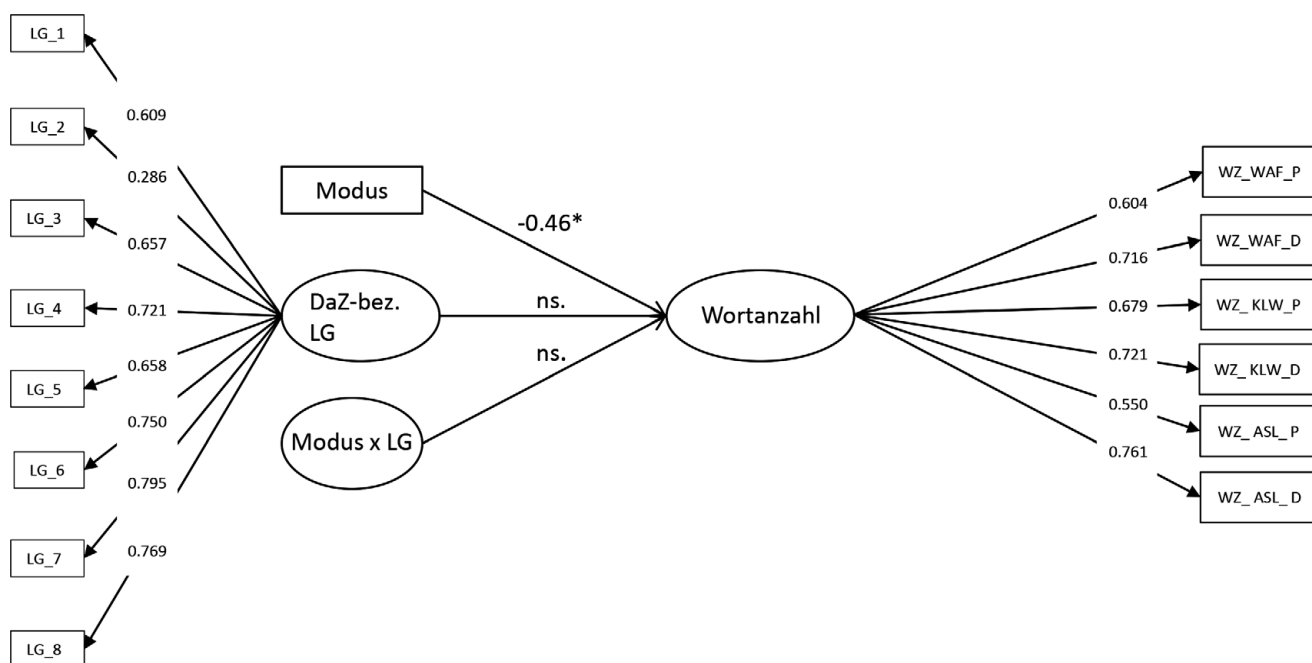 LG_1
0.609
LG_2
0.286
LG_3
0.657
LG_4
0.721
LG_5
0.658
LG_6
0.750
LG_7
0.795
LG_8
0.769
Modus
DaZ-bez.
LG
Modus x LG
-0.46*
ns.
ns.
Wortanzahl
0.604
0.716
0.679
0.721
0.550
0.761
WZ_WAF_P
WZ_WAF_D
WZ_ KLW_P
WZ_ KLW_D
WZ_ ASL_ P
WZ_ ASL_ D